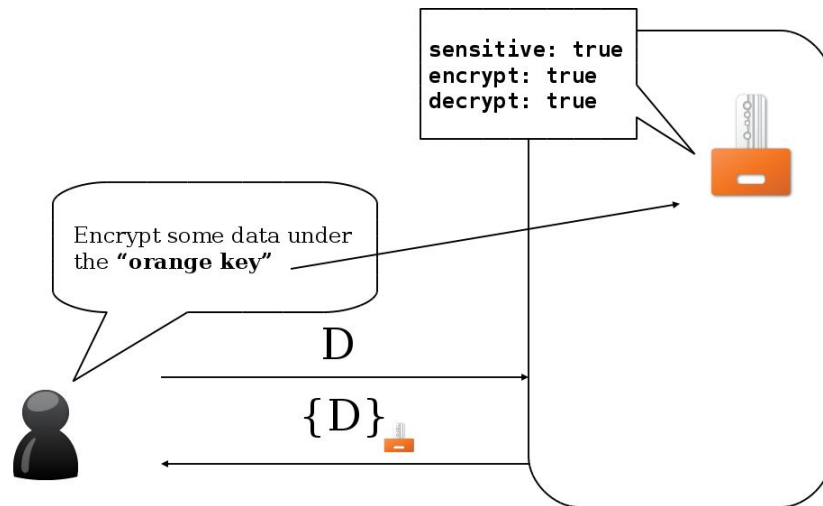 sensitive: true
encrypt: true
decrypt: true
Encrypt some data under
the “orange key”
D
{D}